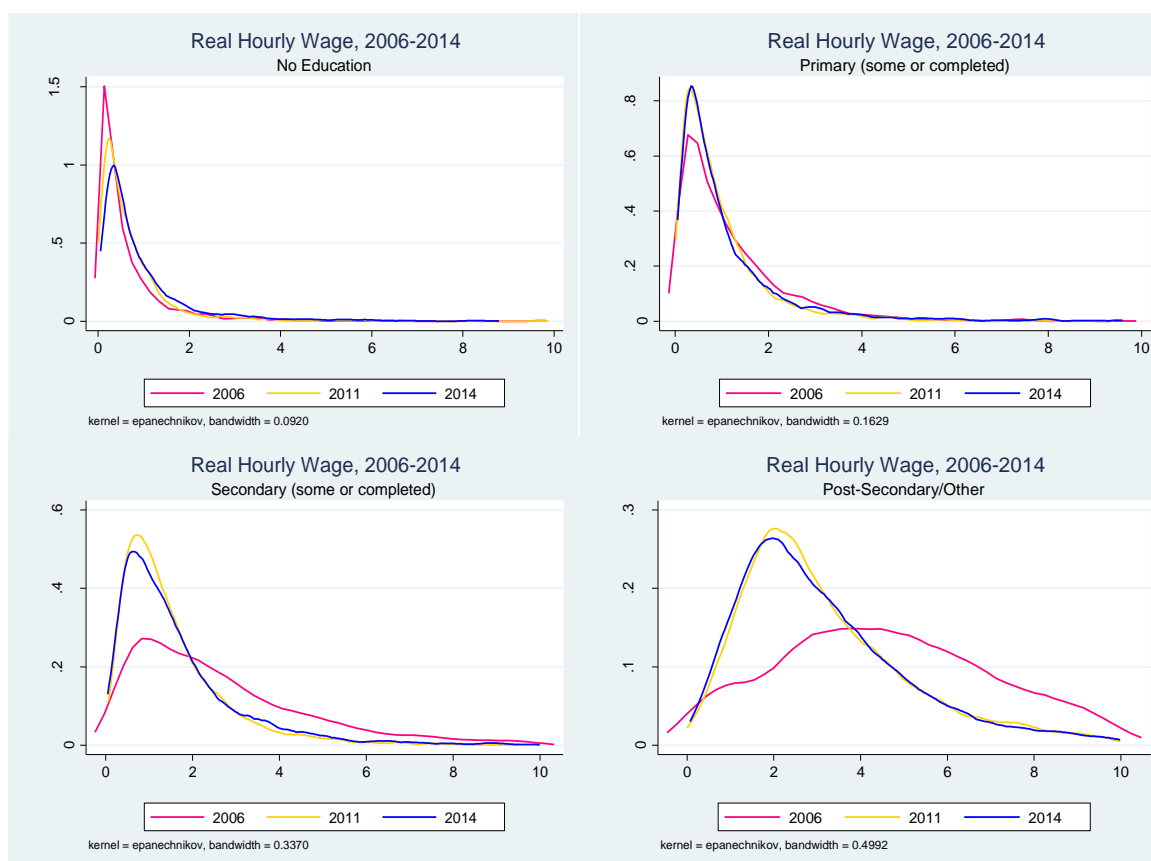 Real Hourly Wage, 2006-2014
No Education
1.5
1
.5
0
0 2 4 6 8 10
2006 2011 2014
kernel = epanechnikov, bandwidth = 0.0920
Real Hourly Wage, 2006-2014
Primary (some or completed)
.8
.6
.4
.2
0
0 2 4 6 8 10
2006 2011 2014
kernel = epanechnikov, bandwidth = 0.1629
Real Hourly Wage, 2006-2014
Secondary (some or completed)
.6
.4
.2
0
0 2 4 6 8 10
2006 2011 2014
kernel = epanechnikov, bandwidth = 0.3370
Real Hourly Wage, 2006-2014
Post-Secondary/Other
.3
.2
.1
0
0 2 4 6 8 10
2006 2011 2014
kernel = epanechnikov, bandwidth = 0.4992